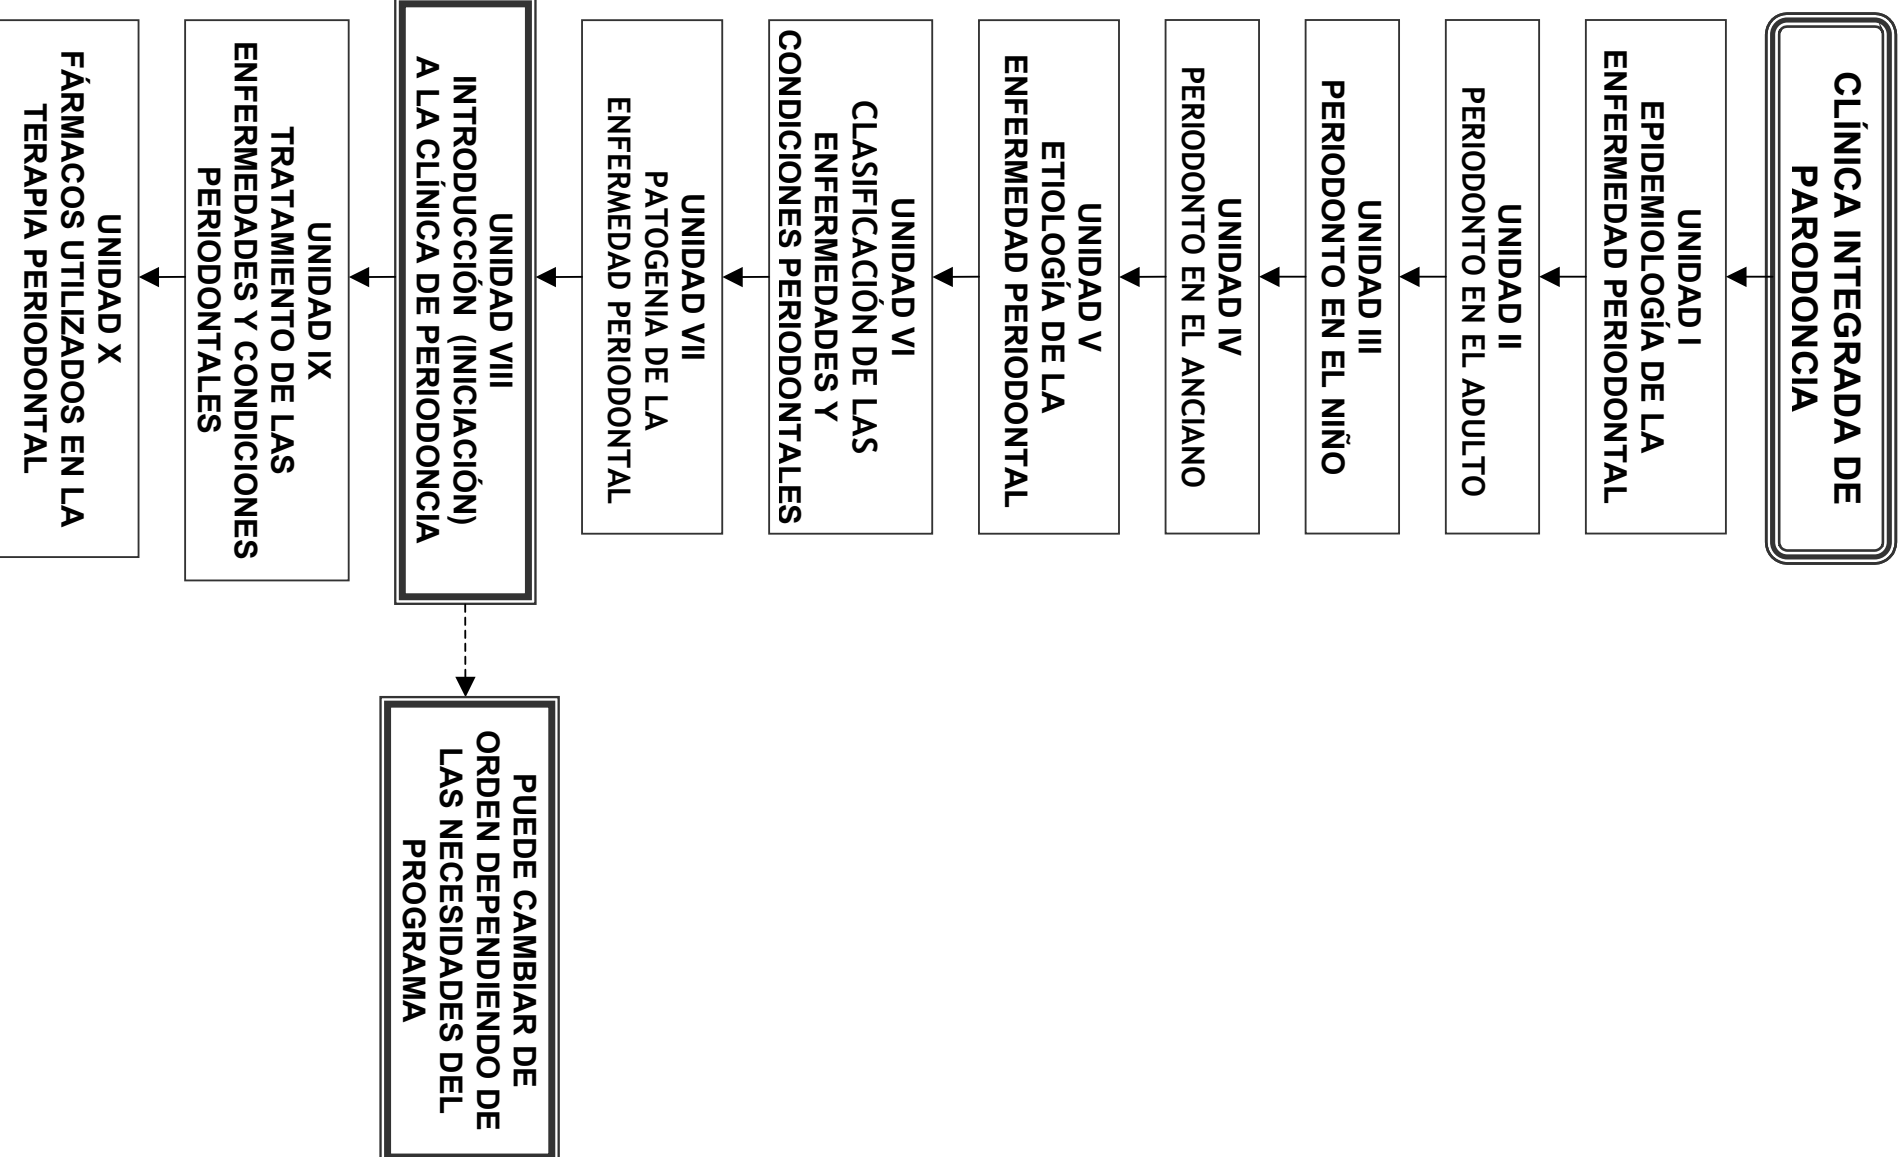 CLÍNICA INTEGRADA DE
PARODONCIA
UNIDAD I
EPIDEMIOLOGÍA DE LA
ENFERMEDAD PERIODONTAL
UNIDAD II
PERIODONTO EN EL ADULTO
UNIDAD III
PERIODONTO EN EL NIÑO
UNIDAD IV
PERIODONTO EN EL ANCIANO
UNIDAD V
ETIOLOGÍA DE LA
ENFERMEDAD PERIODONTAL
UNIDAD VI
CLASIFICACIÓN DE LAS
ENFERMEDADES Y
CONDICIONES PERIODONTALES
UNIDAD VII
PATOGENIA DE LA
ENFERMEDAD PERIODONTAL
UNIDAD VIII
INTRODUCCIÓN (INICIACIÓN)
A LA CLÍNICA DE PERIODONCIA
PUEDE CAMBIAR DE
ORDEN DEPENDIENDO DE
LAS NECESIDADES DEL
PROGRAMA
UNIDAD IX
TRATAMIENTO DE LAS
ENFERMEDADES Y CONDICIONES
PERIODONTALES
UNIDAD X
FÁRMACOS UTILIZADOS EN LA
TERAPIA PERIODONTAL